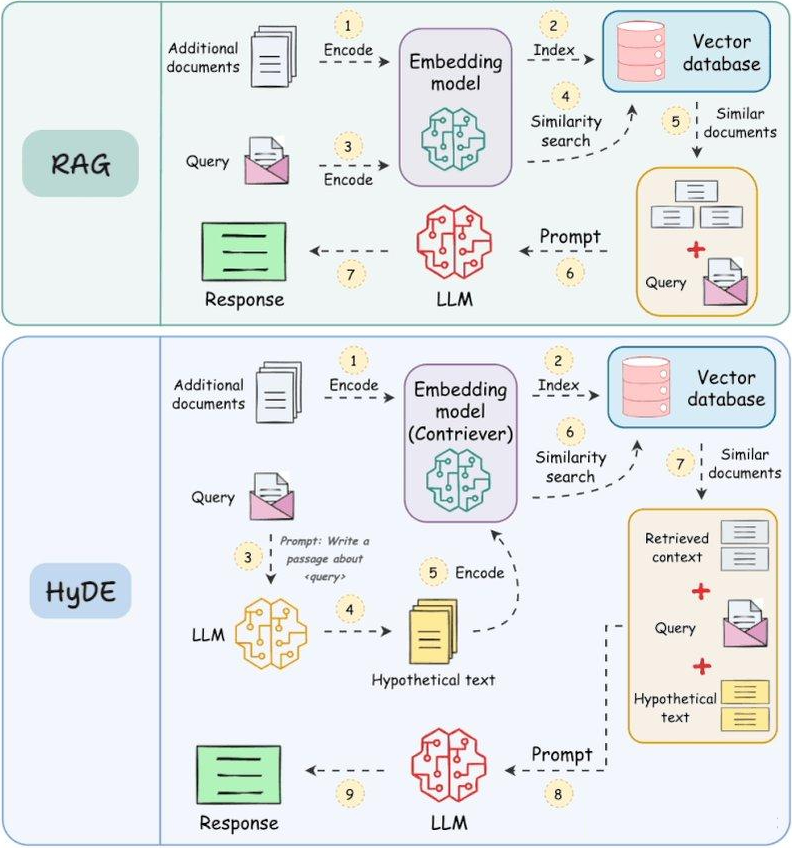 RAG
Additional
documents
1
Encode
Embedding
model
2
Index
Vector
database
4
Similarity
search
5
Similar
documents
Query
3
Encode
Query
Prompt
6
LLM
7
Response
HyDE
Additional
documents
1
Encode
Embedding
model
(Contriever)
2
Index
Vector
database
6
Similarity
search
7
Similar
documents
Query
3
Prompt: Write a
passage about
<query>
LLM
4
Hypothetical text
5
Encode
Retrieved
context
Query
Hypothetical
text
Prompt
8
LLM
9
Response